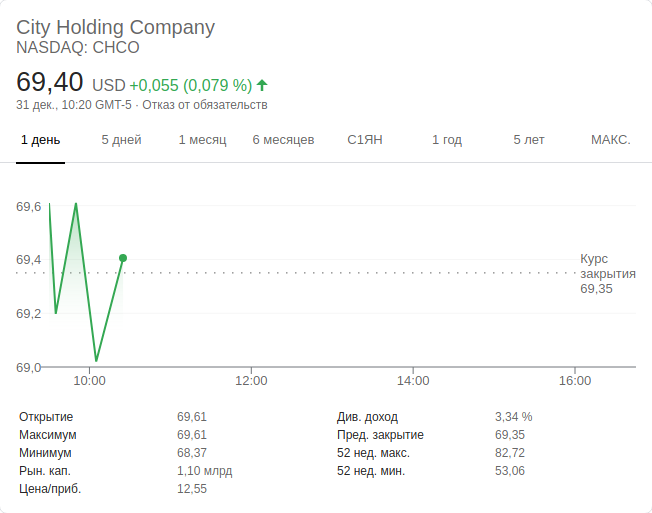 City Holding Company
NASDAQ: CHCO
69,40 USD +0,055 (0,079 %)
31 дек., 10:20 GMT-5 · Отказ от обязательств
1 день 5 дней 1 месяц 6 месяцев С1ЯН 1 год 5 лет МАКС.
69,6
69,4
69,2
69,0
Курс
закрытия
69,35
10:00 12:00 14:00 16:00
Открытие 69,61 Див. доход 3,34 %
Максимум 69,61 Пред. закрытие 69,35
Минимум 68,37 52 нед. макс. 82,72
Рын. кап. 1,10 млрд 52 нед. мин. 53,06
Цена/приб. 12,55